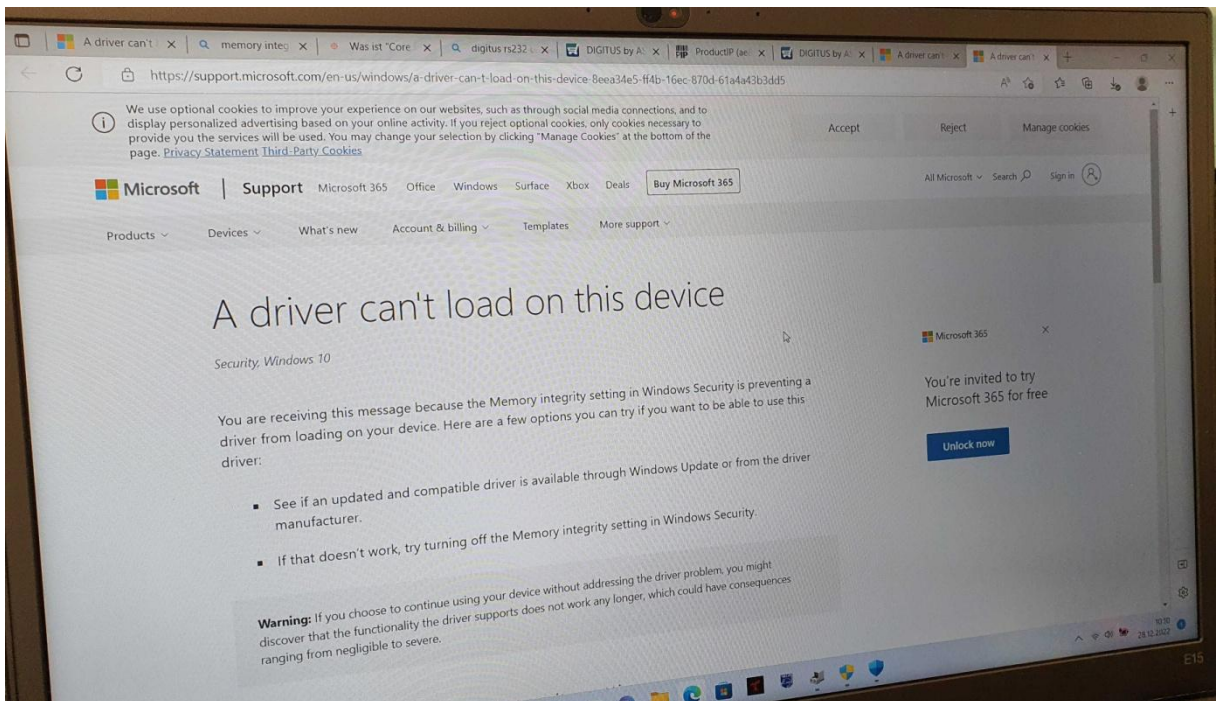 A driver can't
memory integ
Was ist "Core
digitus rs232
DIGITUS by A
ProductIP (ae
DIGITUS by A
A driver can't
A driver can't
https://support.microsoft.com/en-us/windows/a-driver-can-t-load-on-this-device-8eea34e5-ff4b-16ec-870d-61a4a43b3dd5
We use optional cookies to improve your experience on our websites, such as through social media connections, and to
display personalized advertising based on your online activity. If you reject optional cookies, only cookies necessary to
provide you the services will be used. You may change your selection by clicking "Manage Cookies" at the bottom of the
page. Privacy Statement Third-Party Cookies
Accept
Reject
Manage cookies
Microsoft
Support
Microsoft 365
Office
Windows
Surface
Xbox
Deals
Buy Microsoft 365
All Microsoft
Search
Sign in
Products
Devices
What's new
Account & billing
Templates
More support
A driver can't load on this device
Security, Windows 10
You are receiving this message because the Memory integrity setting in Windows Security is preventing a
driver from loading on your device. Here are a few options you can try if you want to be able to use this
driver:
See if an updated and compatible driver is available through Windows Update or from the driver
manufacturer.
If that doesn't work, try turning off the Memory integrity setting in Windows Security.
Warning: If you choose to continue using your device without addressing the driver problem, you might
discover that the functionality the driver supports does not work any longer, which could have consequences
ranging from negligible to severe.
Microsoft 365
You're invited to try
Microsoft 365 for free
Unlock now
10:10
28.12.2022
E15